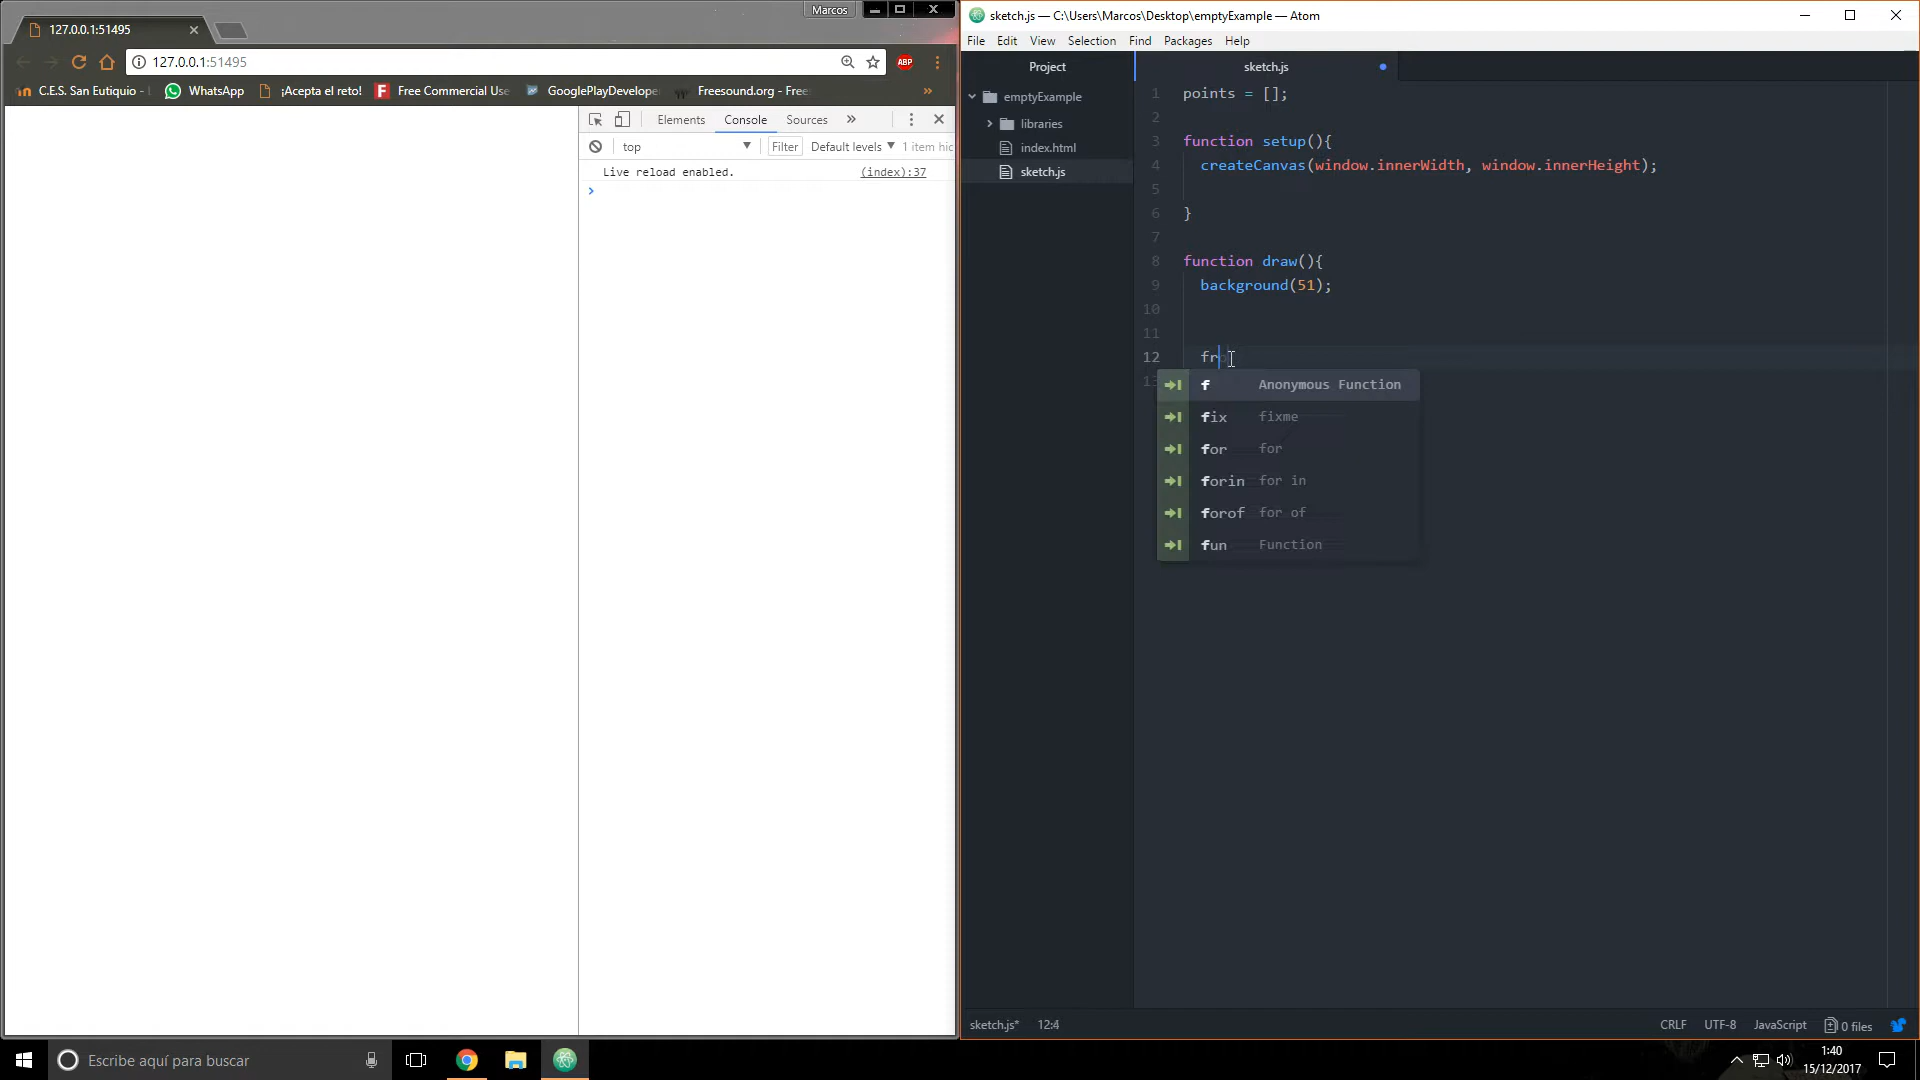 Marcos
127.0.0.1:51495
127.0.0.1:51495
ABP
C.E.S. San Eutiquio -
WhatsApp
¡Acepta el reto!
F Free Commercial Use
GooglePlayDevelope
Freesound.org - Free
»
Elements Console Sources »
top Filter Default levels 1 item hid
Live reload enabled. (index):37
sketch.js — C:\Users\Marcos\Desktop\emptyExample — Atom
File Edit View Selection Find Packages Help
Project
emptyExample
libraries
index.html
sketch.js
sketch.js
1 points = [];
2
3 function setup(){
4 createCanvas(window.innerWidth, window.innerHeight);
5
6 }
7
8 function draw(){
9 background(51);
10
11
12 fro
f Anonymous Function
fix fixme
for for
forin for in
forof for of
fun Function
sketch.js* 12:4
CRLF UTF-8 JavaScript 0 files
Escribe aquí para buscar
1:40
15/12/2017